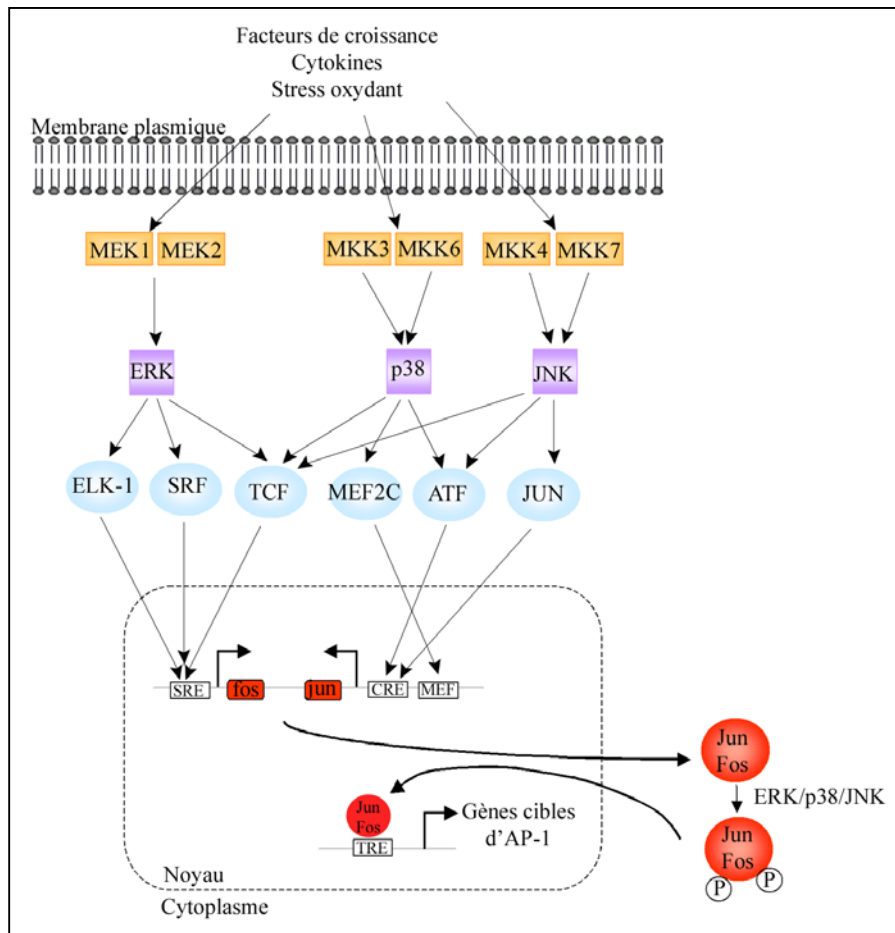 Facteurs de croissance
Cytokines
Stress oxydant
Membrane plasmique
MEK1 MEK2 MKK3 MKK6 MKK4 MKK7
ERK p38 JNK
ELK-1 SRF TCF MEF2C ATF JUN
SRE fos jun CRE MEF
Jun
Fos
ERK/p38/JNK
Jun
Fos
P P
Jun
Fos
TRE
Gènes cibles
d'AP-1
Noyau
Cytoplasme